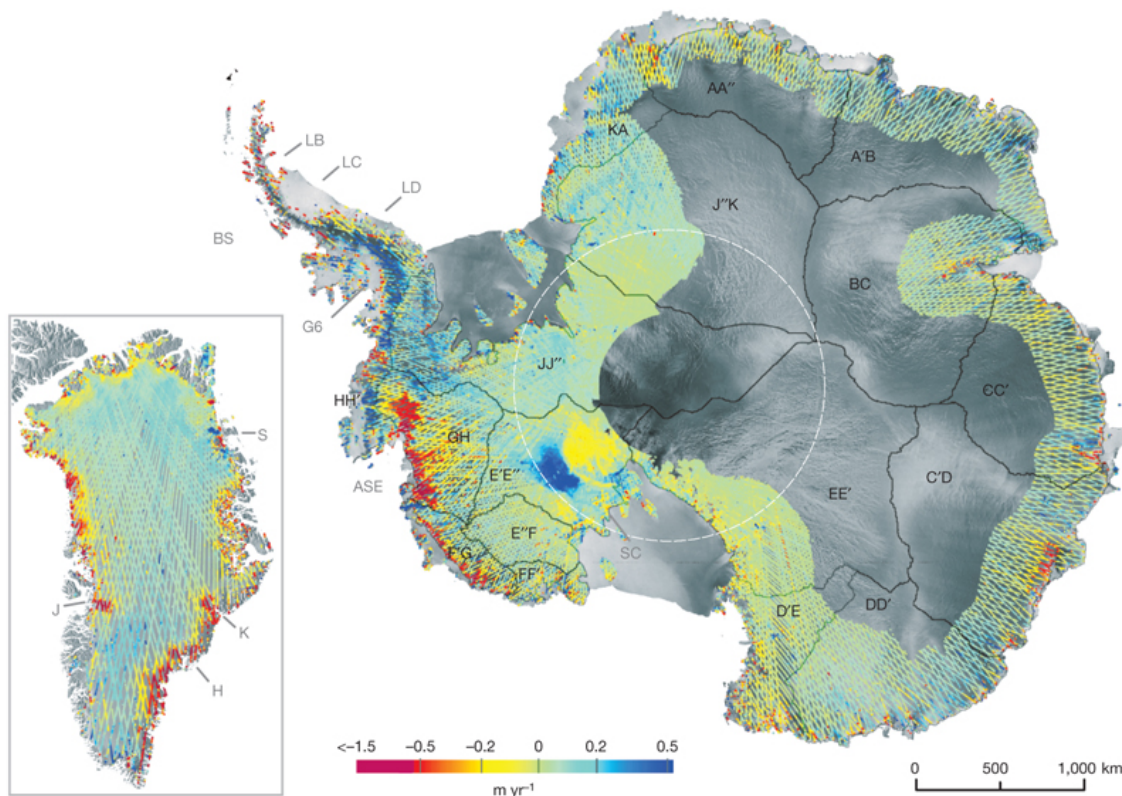 AA″
KA
A′B
LB
LC
LD
J″K
BS
BC
G6
JJ″
CC′
HH′
GH
S
E′E″
ASE
EE′
C′D
E″F
SC
F′G
FF′
J
D′E
DD′
K
H
<–1.5 –0.5 –0.2 0 0.2 0.5
m yr⁻¹
0 500 1,000 km